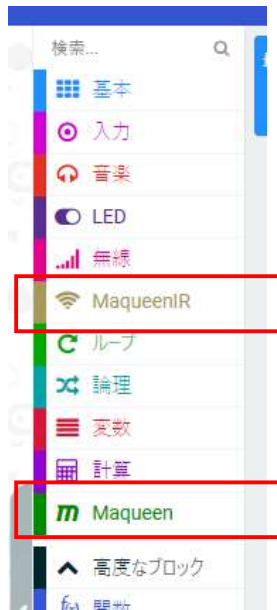 検索...
基本
入力
音楽
LED
無線
MaqueenIR
ループ
論理
変数
計算
Maqueen
高度なブロック
関数